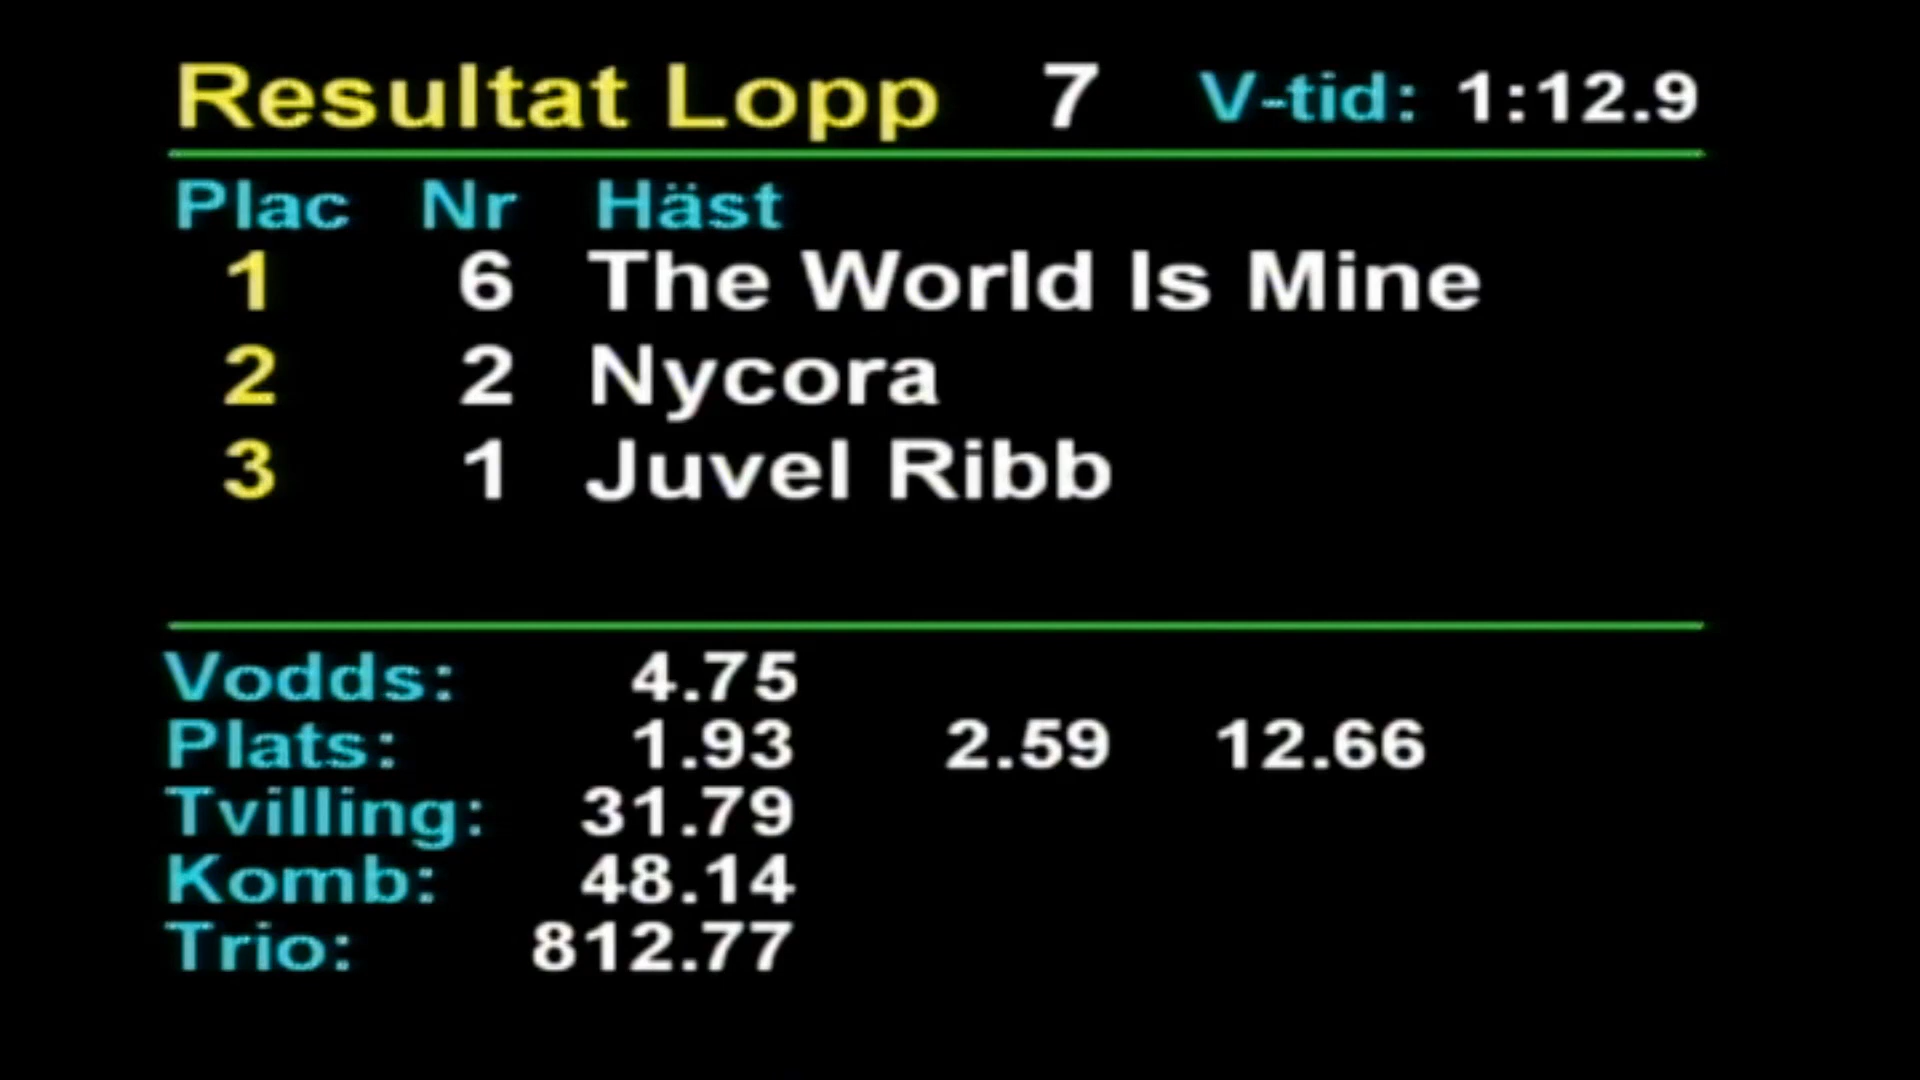 Resultat Lopp 7 V-tid: 1:12.9
Plac Nr Häst
1 6 The World Is Mine
2 2 Nycora
3 1 Juvel Ribb
Vodds: 4.75
Plats: 1.93 2.59 12.66
Tvilling: 31.79
Komb: 48.14
Trio: 812.77